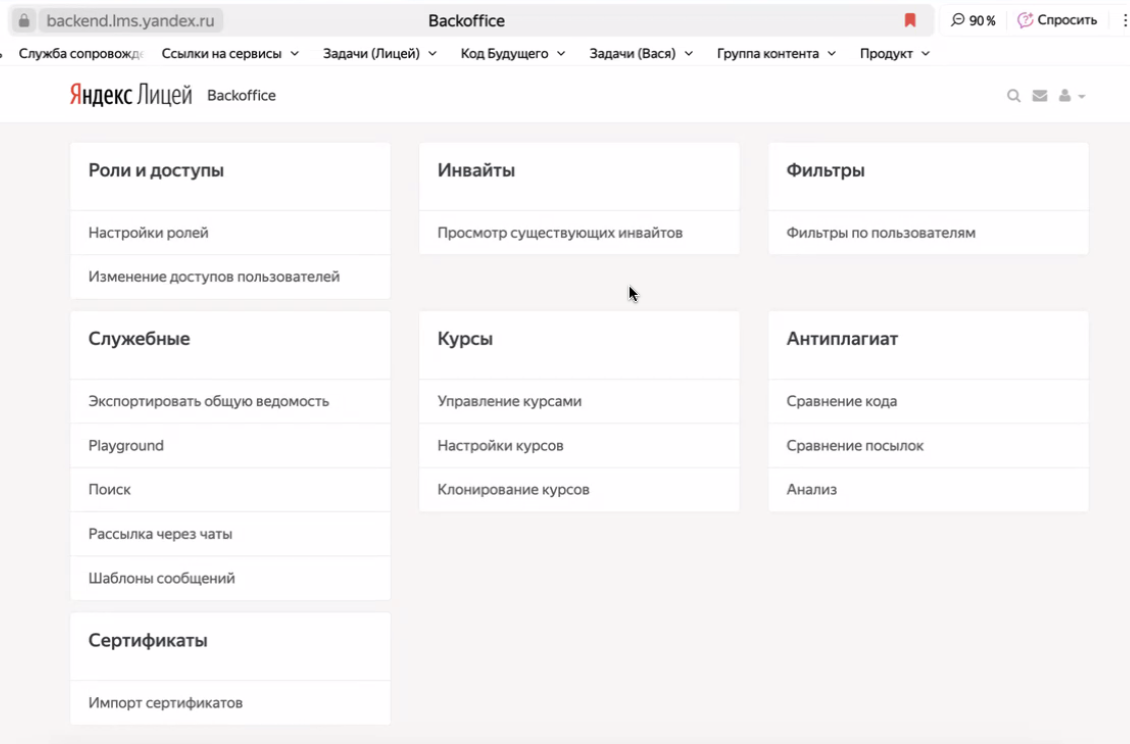 backend.lms.yandex.ru
Backoffice
90 %
Спросить
Служба
Ссылки на сервисы
Задачи (Лицей)
Код Будущего
Задачи (Вася)
Группа контента
Продукт
Яндекс Лицей
Backoffice
Роли и доступы
Настройки ролей
Изменение доступов пользователей
Инвайты
Просмотр существующих инвайтов
Фильтры
Фильтры по пользователям
Служебные
Экспортировать общую ведомость
Playground
Поиск
Рассылка через чаты
Шаблоны сообщений
Курсы
Управление курсами
Настройки курсов
Клонирование курсов
Антиплагиат
Сравнение кода
Сравнение посылок
Анализ
Сертификаты
Импорт сертификатов